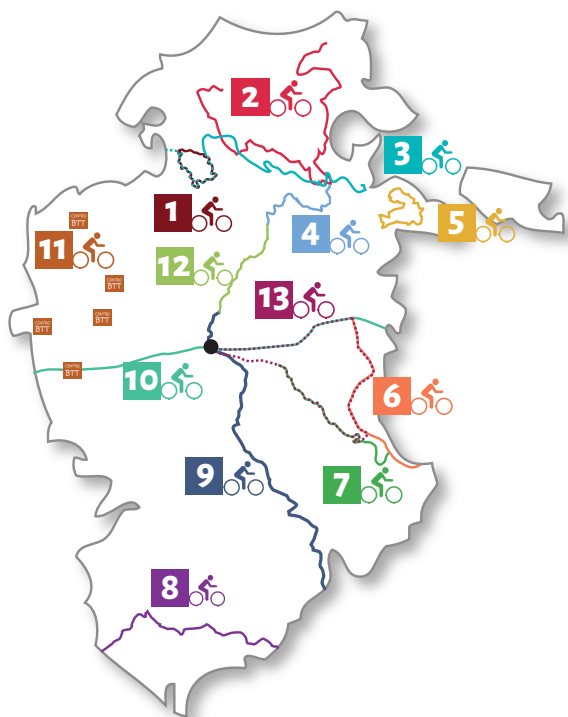 2
3
1
5
4
CENTRO
BTT
11
12
CENTRO
BTT
13
CENTRO
BTT
CENTRO
BTT
CENTRO
BTT
10
6
9
7
8